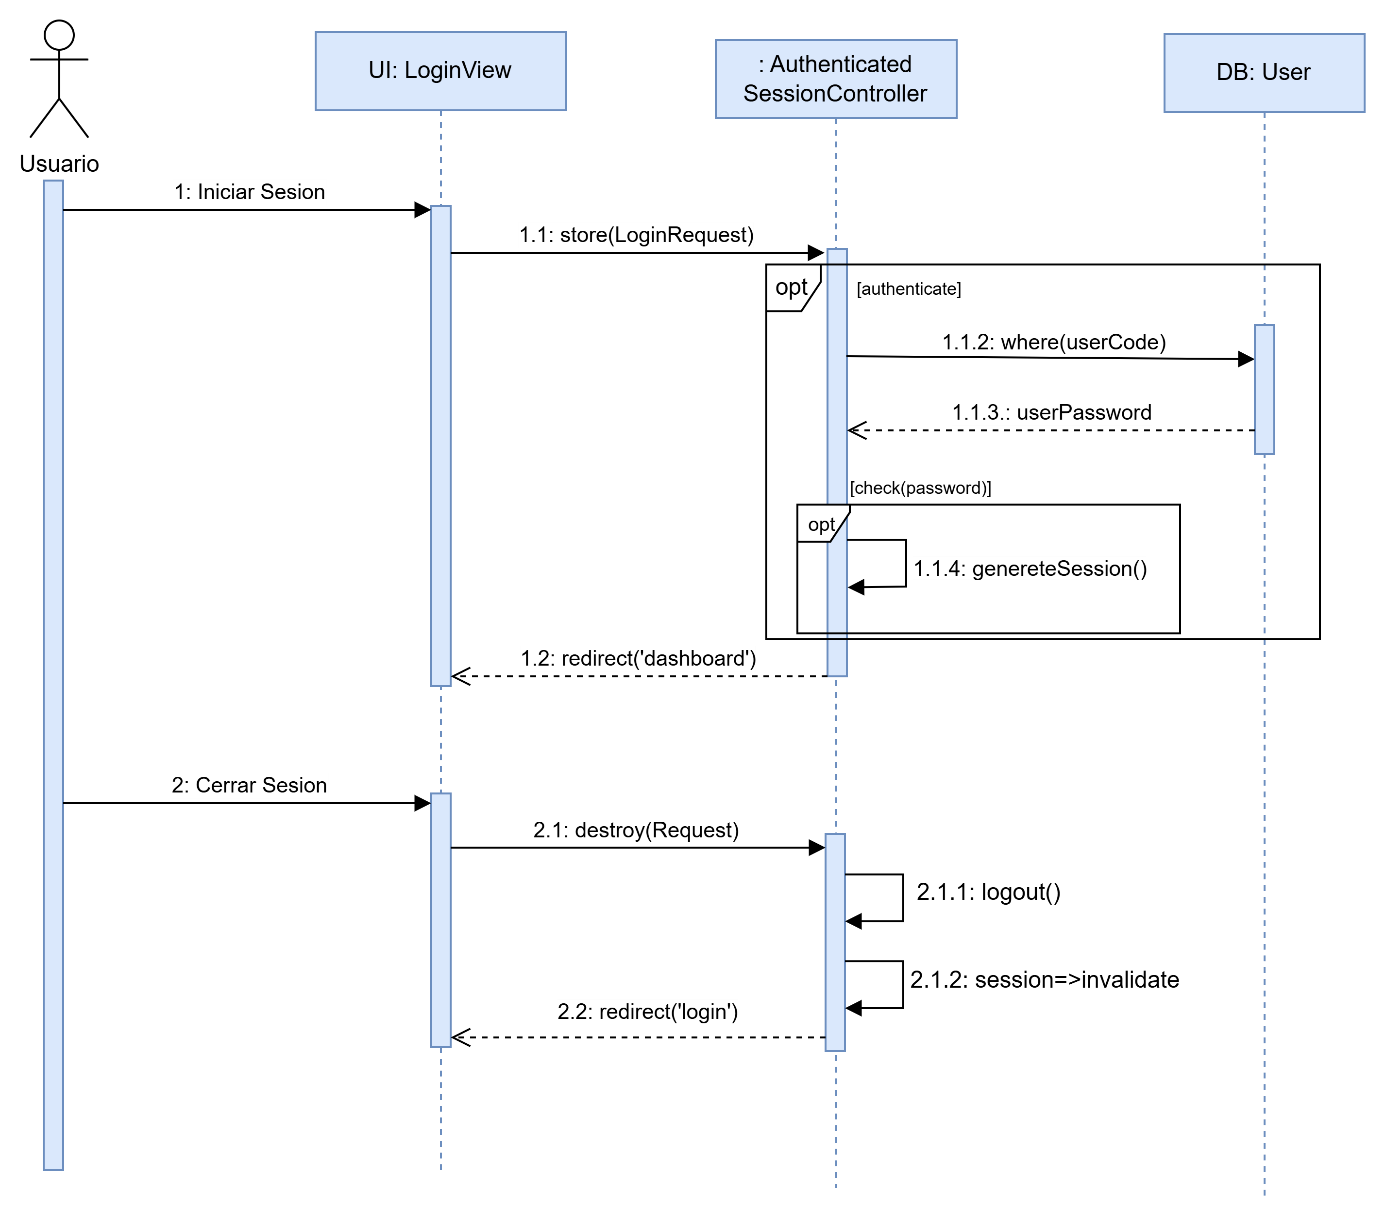 UI: LoginView
: Authenticated
SessionController
DB: User
Usuario
1: Iniciar Sesion
1.1: store(LoginRequest)
opt
[authenticate]
1.1.2: where(userCode)
1.1.3.: userPassword
[check(password)]
opt
1.1.4: genereteSession()
1.2: redirect('dashboard')
2: Cerrar Sesion
2.1: destroy(Request)
2.1.1: logout()
2.1.2: session=>invalidate
2.2: redirect('login')